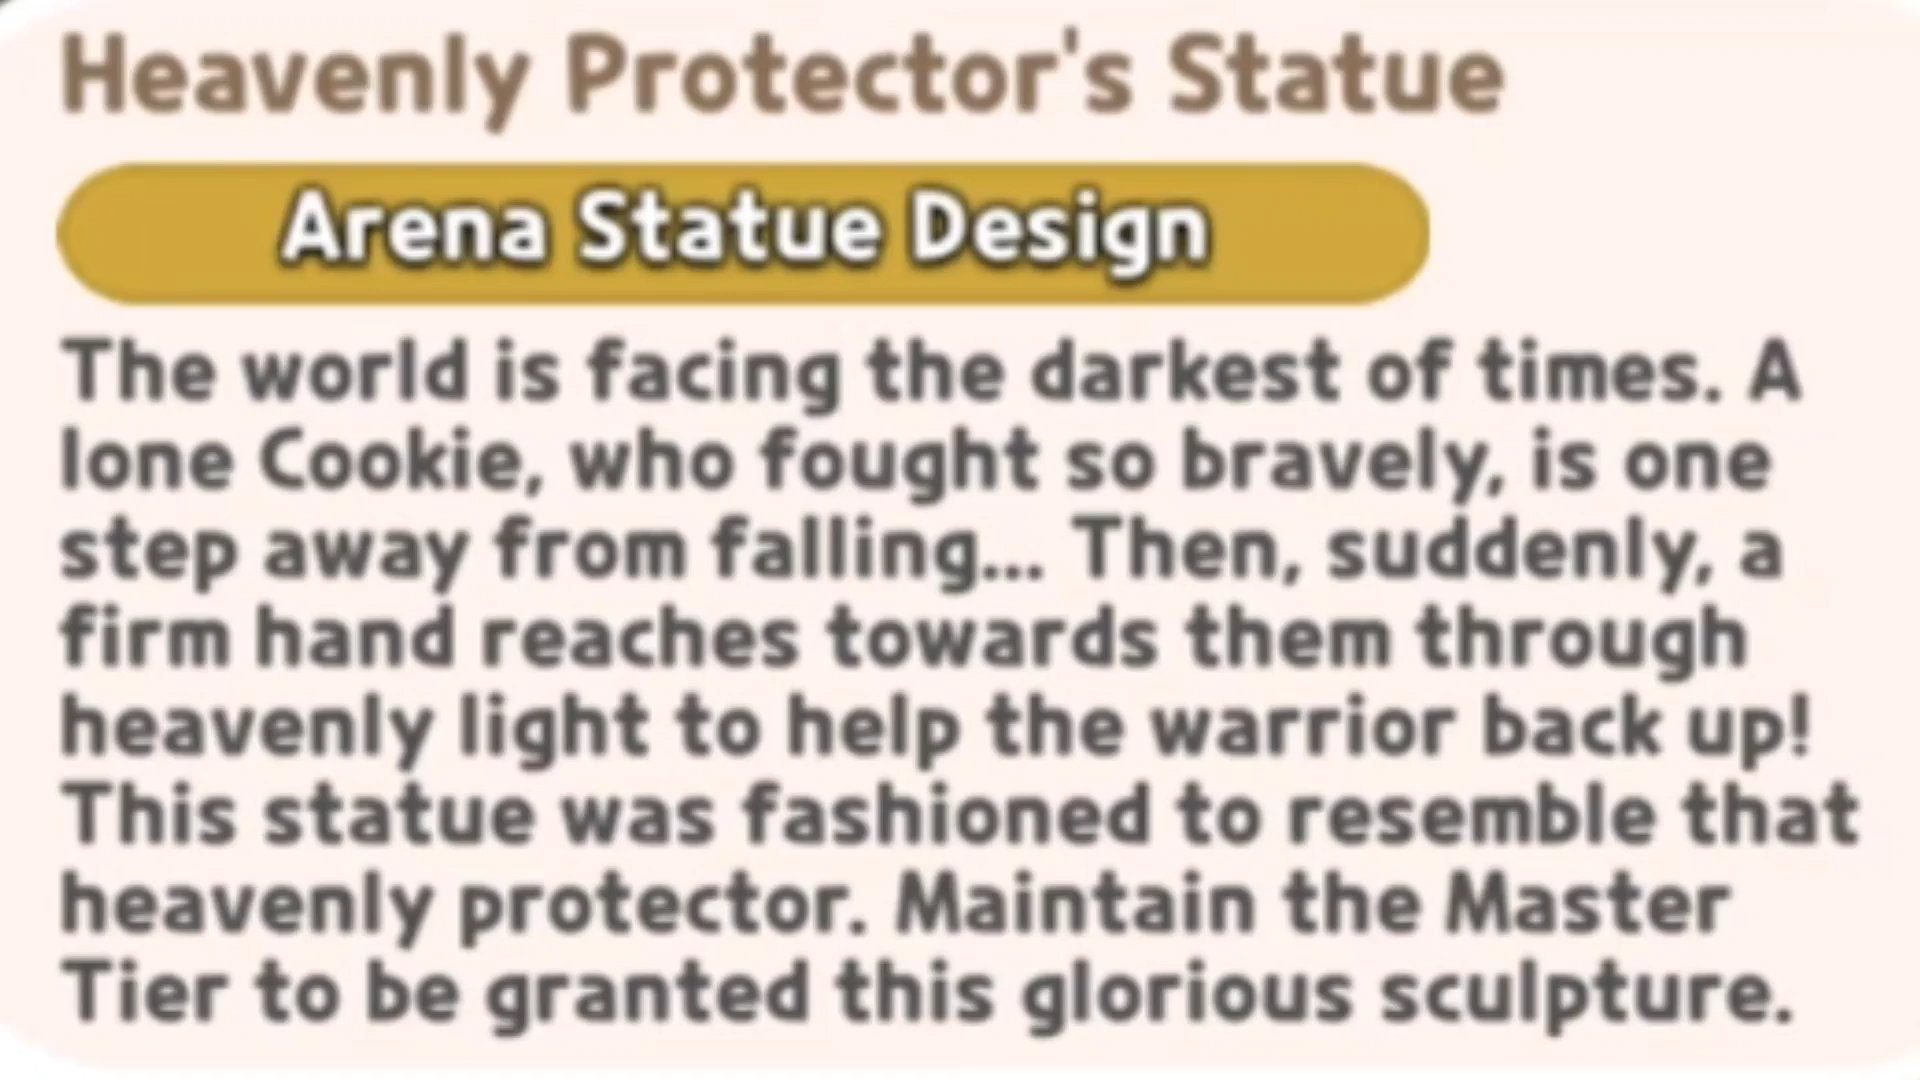 Heavenly Protector's Statue
Arena Statue Design
The world is facing the darkest of times. A
lone Cookie, who fought so bravely, is one
step away from falling... Then, suddenly, a
firm hand reaches towards them through
heavenly light to help the warrior back up!
This statue was fashioned to resemble that
heavenly protector. Maintain the Master
Tier to be granted this glorious sculpture.